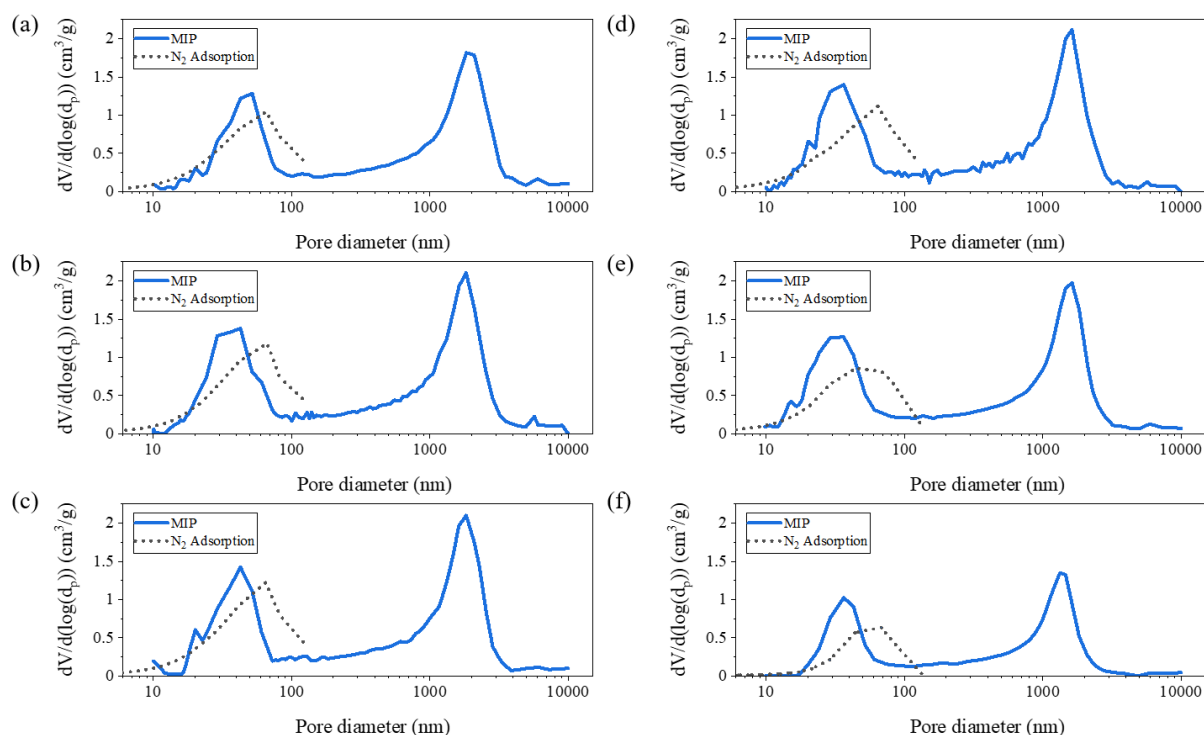 (a)
MIP
N₂ Adsorption
dV/d(log(dₚ)) (cm³/g)
2
1.5
1
0.5
0
10
100
1000
10000
Pore diameter (nm)
(b)
MIP
N₂ Adsorption
dV/d(log(dₚ)) (cm³/g)
2
1.5
1
0.5
0
10
100
1000
10000
Pore diameter (nm)
(c)
MIP
N₂ Adsorption
dV/d(log(dₚ)) (cm³/g)
2
1.5
1
0.5
0
10
100
1000
10000
Pore diameter (nm)
(d)
MIP
N₂ Adsorption
dV/d(log(dₚ)) (cm³/g)
2
1.5
1
0.5
0
10
100
1000
10000
Pore diameter (nm)
(e)
MIP
N₂ Adsorption
dV/d(log(dₚ)) (cm³/g)
2
1.5
1
0.5
0
10
100
1000
10000
Pore diameter (nm)
(f)
MIP
N₂ Adsorption
dV/d(log(dₚ)) (cm³/g)
2
1.5
1
0.5
0
10
100
1000
10000
Pore diameter (nm)